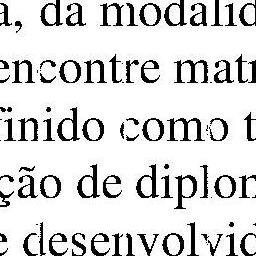 a, da modalid
encontre matr
finido como t
ção de diplon
e desenvolvid